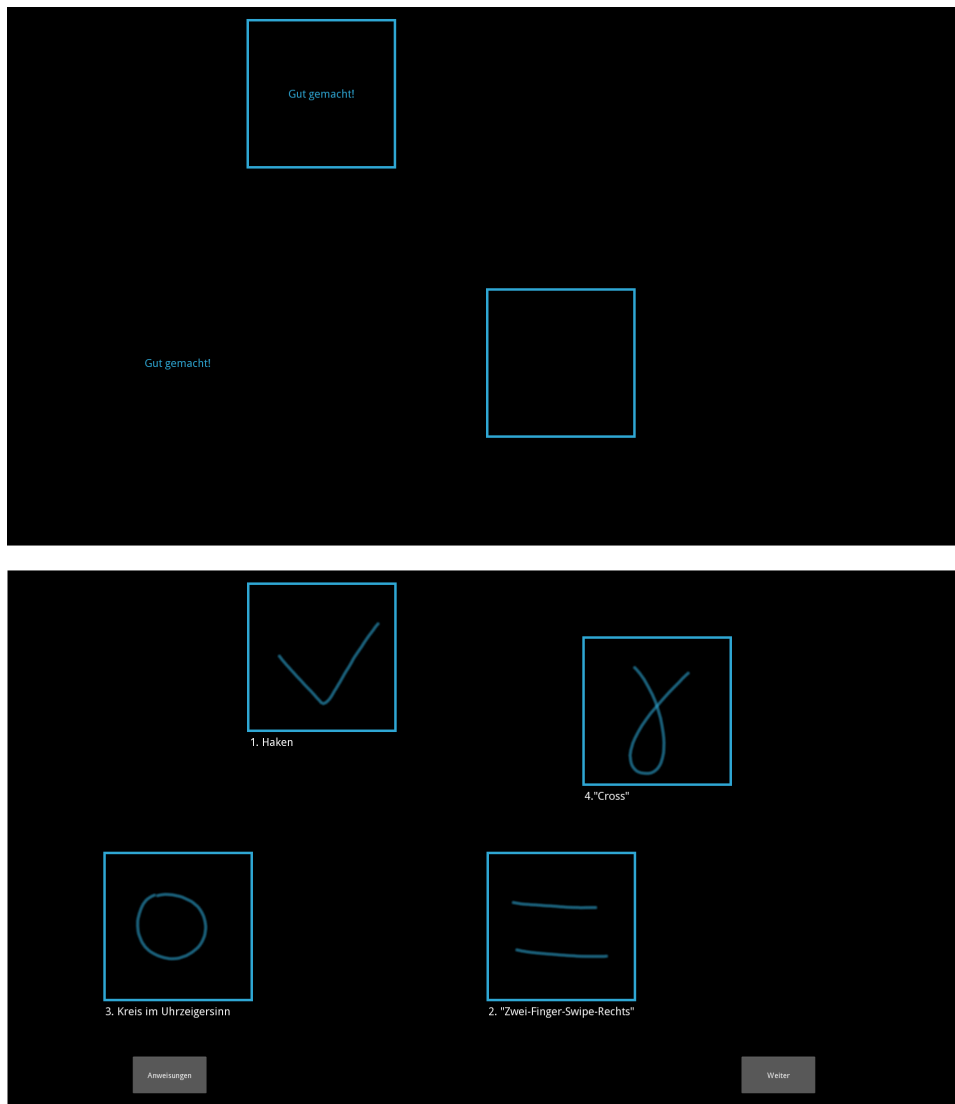 Gut gemacht!
Gut gemacht!
1. Haken
4."Cross"
3. Kreis im Uhrzeigersinn
2. "Zwei-Finger-Swipe-Rechts"
Anweisungen
Weiter